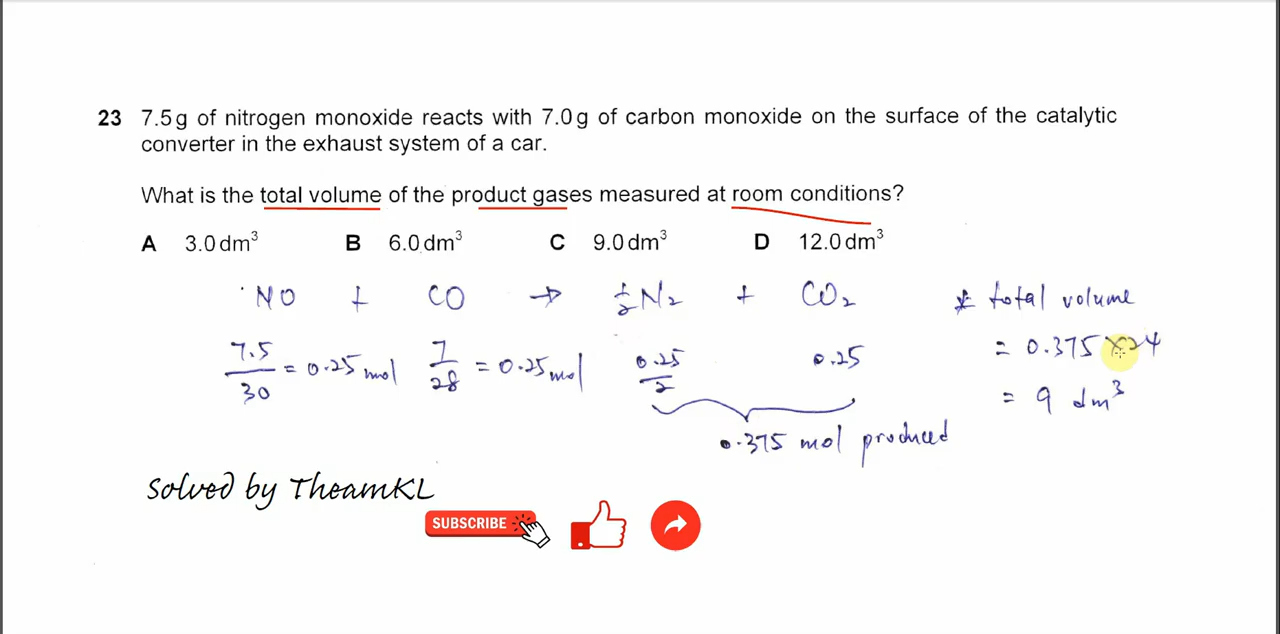 23 7.5 g of nitrogen monoxide reacts with 7.0 g of carbon monoxide on the surface of the catalytic
converter in the exhaust system of a car.
What is the total volume of the product gases measured at room conditions?
A 3.0 dm³ B 6.0 dm³ C 9.0 dm³ D 12.0 dm³
NO + CO → ½N₂ + CO₂
7.5/30 = 0.25 mol 7/28 = 0.25 mol 0.25/2 0.25
0.375 mol produced
* total volume
= 0.375 × 24
= 9 dm³
Solved by TheamKL
SUBSCRIBE